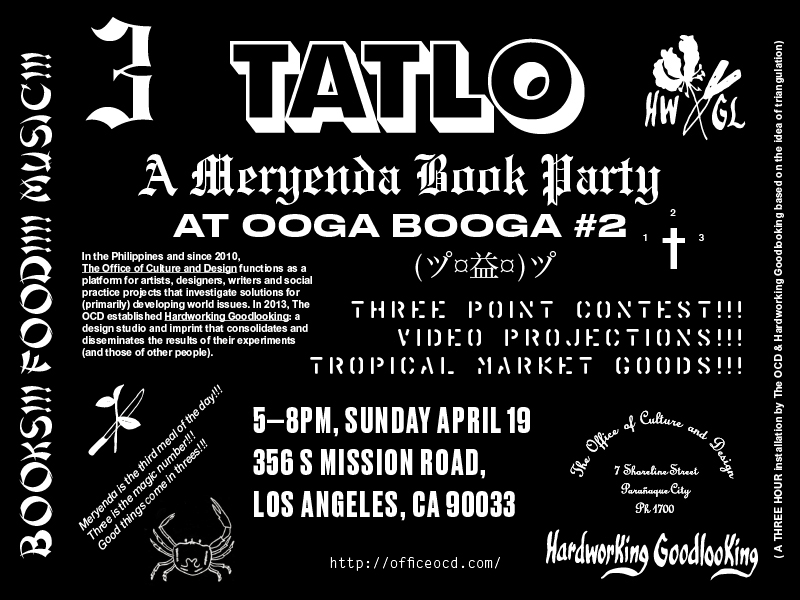 3
TATLO
HW GL
A Meryenda Book Party
AT OOGA BOOGA #2
1 2 3
(ヅ¤益¤)ヅ
BOOKS!!! FOOD!!! MUSIC!!!
In the Philippines and since 2010,
The Office of Culture and Design functions as a
platform for artists, designers, writers and social
practice projects that investigate solutions for
(primarily) developing world issues. In 2013, The
OCD established Hardworking Goodlooking: a
design studio and imprint that consolidates and
disseminates the results of their experiments
(and those of other people).
THREE POINT CONTEST!!!
VIDEO PROJECTIONS!!!
TROPICAL MARKET GOODS!!!
Meryenda is the third meal of the day!!!
Three is the magic number!!!
Good things come in threes!!!
5–8PM, SUNDAY APRIL 19
356 S MISSION ROAD,
LOS ANGELES, CA 90033
The Office of Culture and Design
7 Shoreline Street
Parañaque City
Ph 1700
Hardworking Goodlooking
http://officeocd.com/
( A THREE HOUR installation by The OCD & Hardworking Goodlooking based on the idea of triangulation)